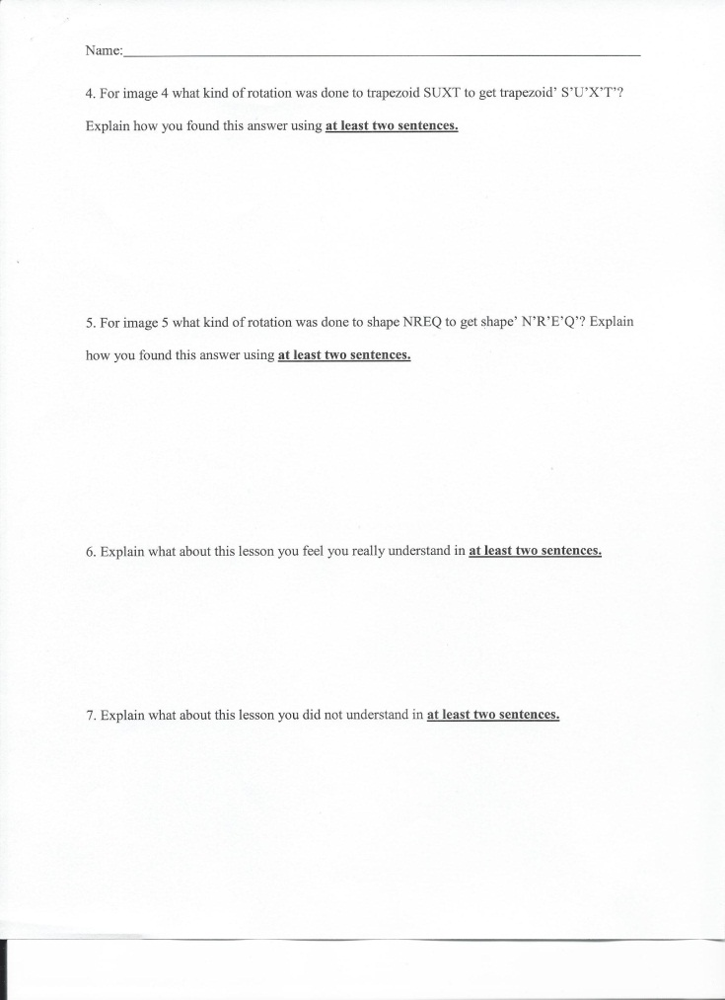 Name:
4. For image 4 what kind of rotation was done to trapezoid SUXT to get trapezoid’ S’U’X’T’?
Explain how you found this answer using at least two sentences.
5. For image 5 what kind of rotation was done to shape NREQ to get shape’ N’R’E’Q’? Explain
how you found this answer using at least two sentences.
6. Explain what about this lesson you feel you really understand in at least two sentences.
7. Explain what about this lesson you did not understand in at least two sentences.